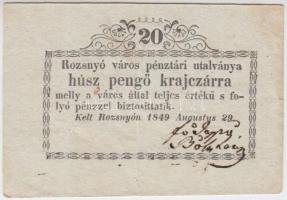 20
Rozsnyó város pénztári utalványa
húsz pengő krajczárra
melly a város által teljes értékű s fo-
lyó pénzzel biztosíttatik.
Kelt Rozsnyón 1849 Augustus 29.